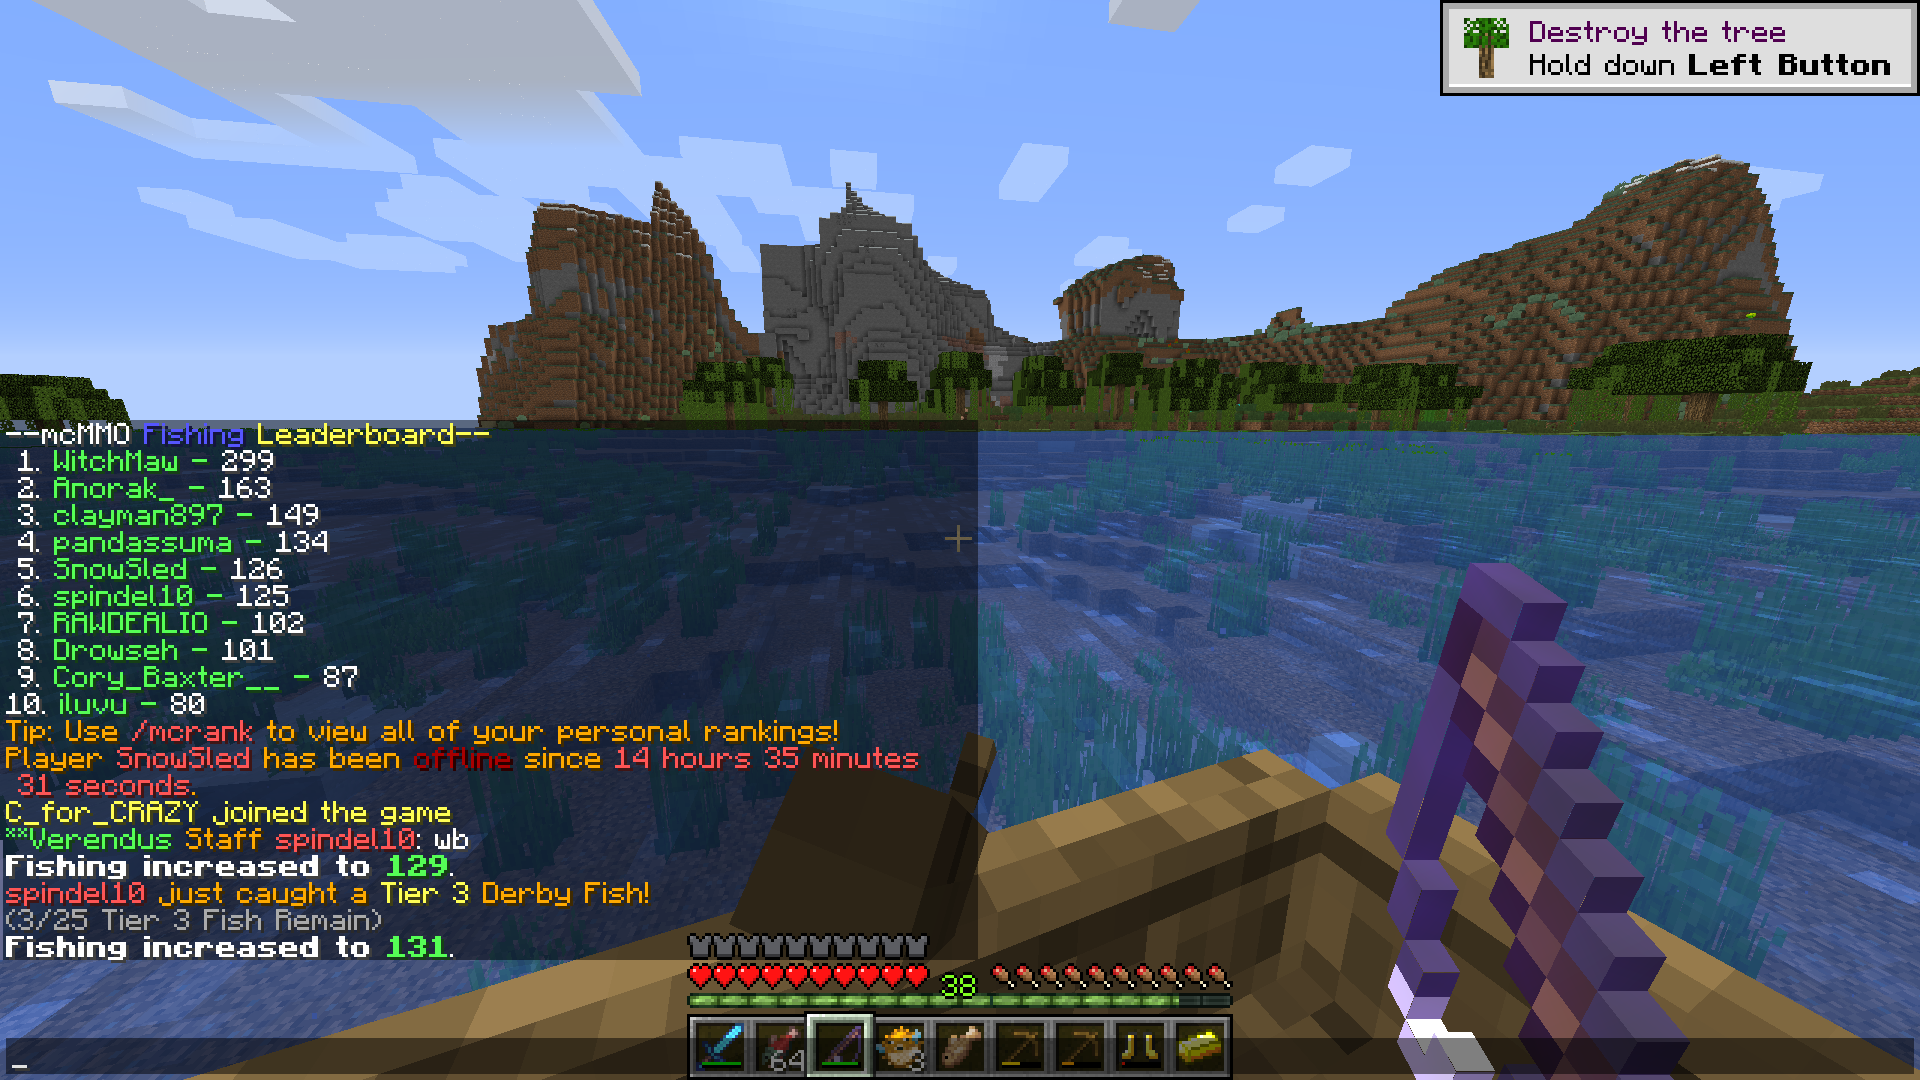 Destroy the tree
Hold down Left Button
--mcMMO Fishing Leaderboard--
1. WitchMaw - 299
2. Anorak_ - 163
3. clayman897 - 149
4. pandassuma - 134
5. SnowSled - 126
6. spindel10 - 125
7. RAWDEALIO - 102
8. Drowseh - 101
9. Cory_Baxter__ - 87
10. iluvu - 80
Tip: Use /mcrank to view all of your personal rankings!
Player SnowSled has been offline since 14 hours 35 minutes
31 seconds.
C_for_CRAZY joined the game
**Verendus Staff spindel10: wb
Fishing increased to 129.
spindel10 just caught a Tier 3 Derby Fish!
(3/25 Tier 3 Fish Remain)
Fishing increased to 131.
38
64
3
_